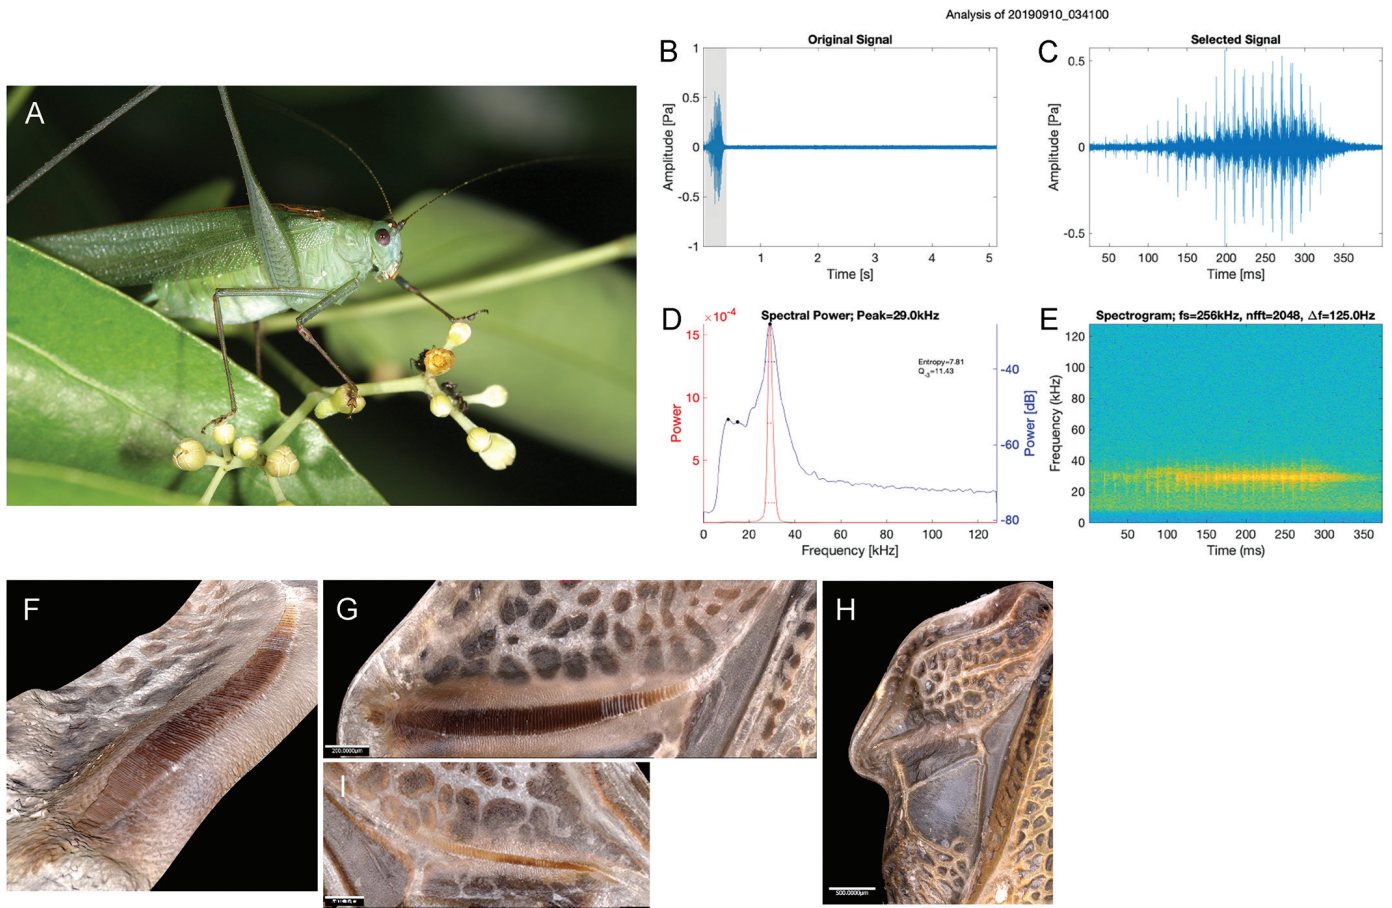 Analysis of 20190910_034100
A
B
Original Signal
Amplitude [Pa]
1
0.5
0
-0.5
-1
1 2 3 4 5
Time [s]
C
Selected Signal
Amplitude [Pa]
0.5
0
-0.5
50 100 150 200 250 300 350
Time [ms]
D
×10⁻⁴
Spectral Power; Peak=29.0kHz
Power
15
10
5
Entropy=7.81
Q-3=11.43
-40
-60
-80
Power [dB]
0 20 40 60 80 100 120
Frequency [kHz]
E
Spectrogram; fs=256kHz, nfft=2048, Δf=125.0Hz
Frequency (kHz)
120
100
80
60
40
20
0
50 100 150 200 250 300 350
Time (ms)
F
G
200.0000µm
H
500.0000µm
I